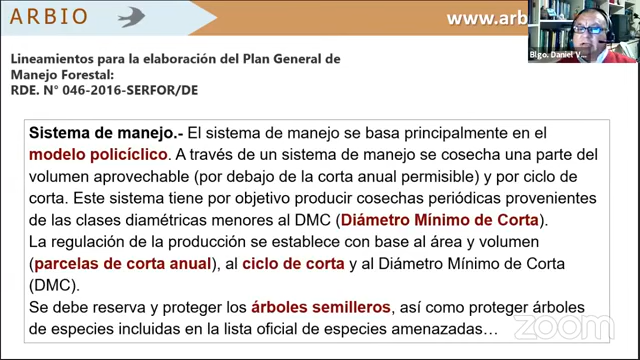 ARBIO
www.arb
Blgo. Daniel V...
Lineamientos para la elaboración del Plan General de
Manejo Forestal:
RDE. N° 046-2016-SERFOR/DE
Sistema de manejo.- El sistema de manejo se basa principalmente en el
modelo policíclico. A través de un sistema de manejo se cosecha una parte del
volumen aprovechable (por debajo de la corta anual permisible) y por ciclo de
corta. Este sistema tiene por objetivo producir cosechas periódicas provenientes
de las clases diamétricas menores al DMC (Diámetro Mínimo de Corta).
La regulación de la producción se establece con base al área y volumen
(parcelas de corta anual), al ciclo de corta y al Diámetro Mínimo de Corta
(DMC).
Se debe reserva y proteger los árboles semilleros, así como proteger árboles
de especies incluidas en la lista oficial de especies amenazadas…
zoom